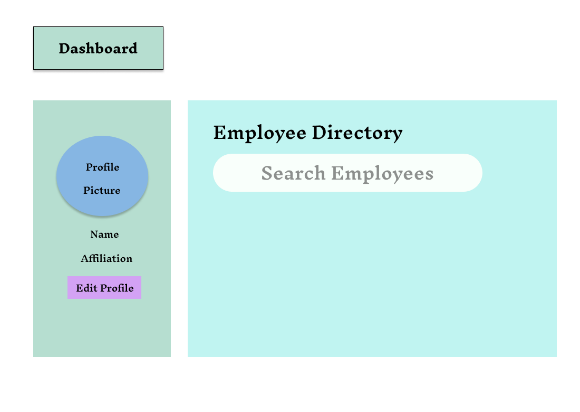 Dashboard
Profile
Picture
Name
Affiliation
Edit Profile
Employee Directory
Search Employees